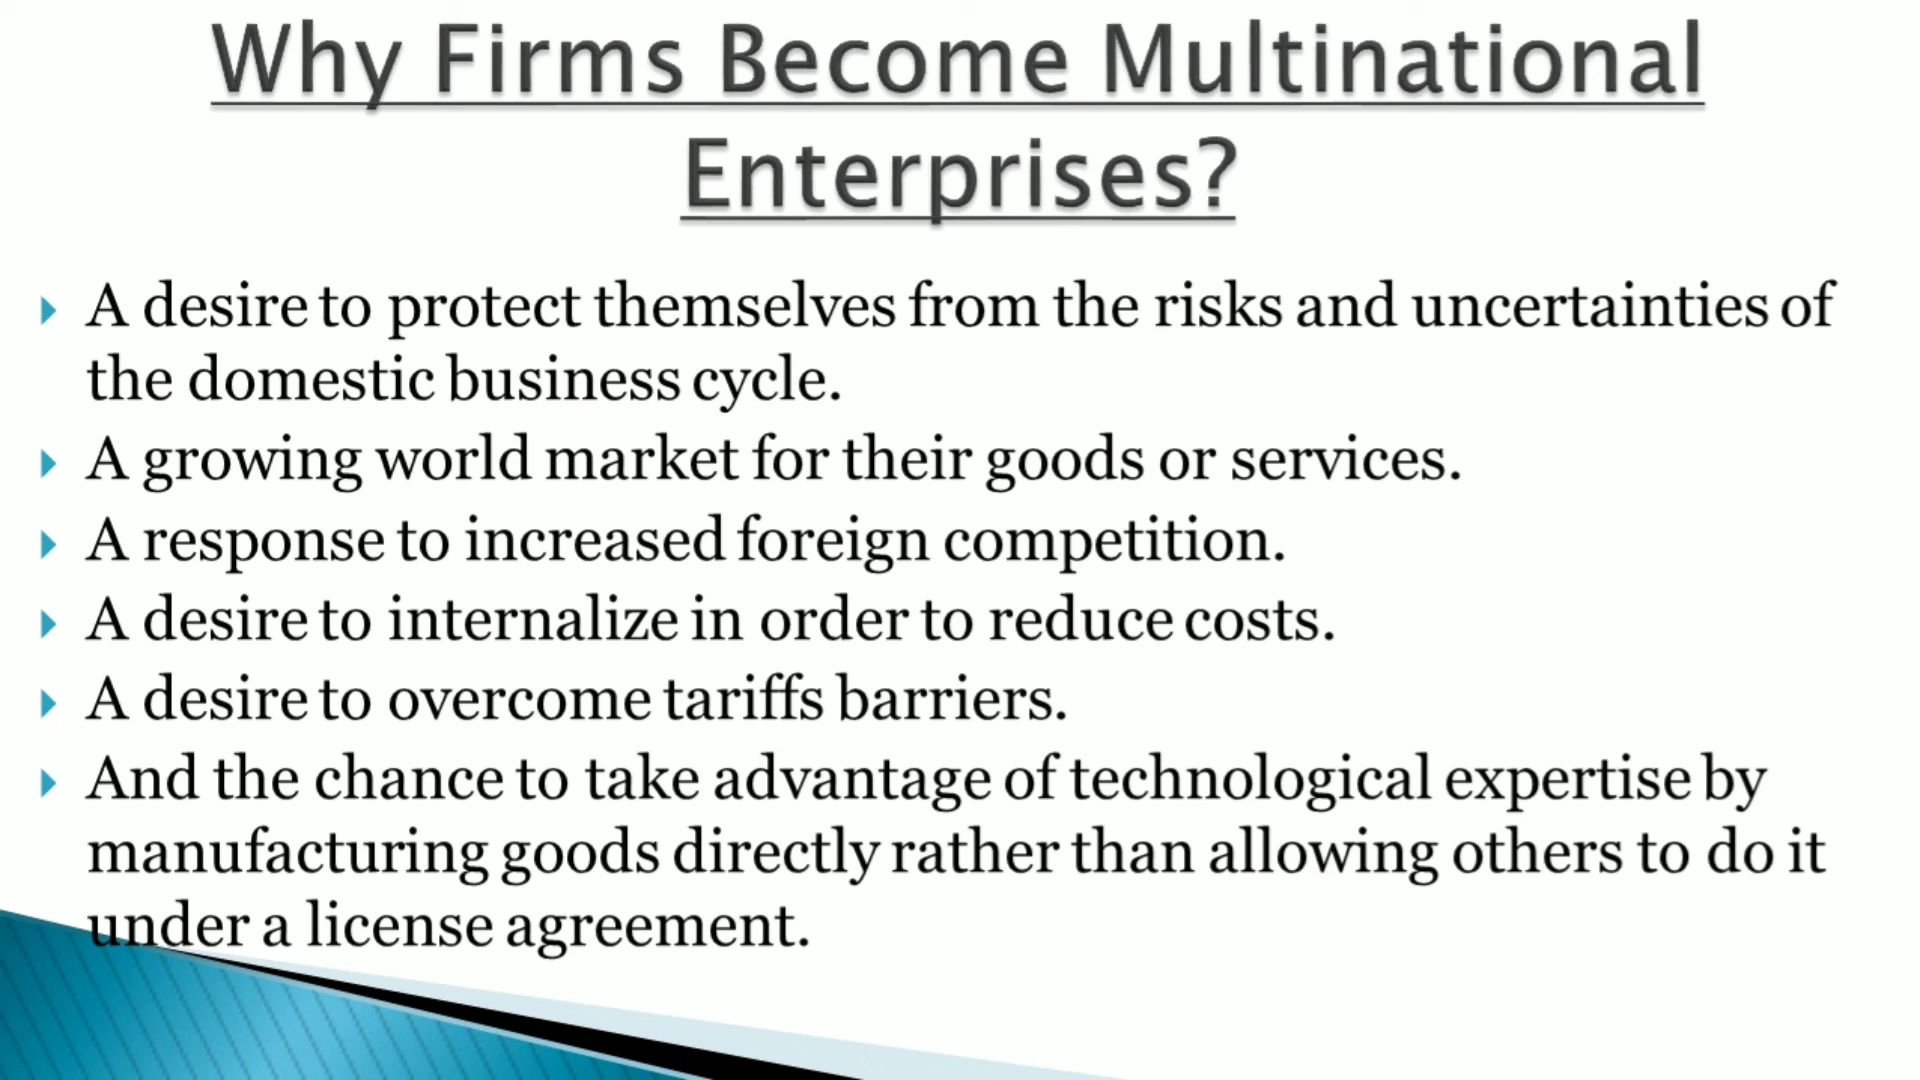 Why Firms Become Multinational
Enterprises?
A desire to protect themselves from the risks and uncertainties of
the domestic business cycle.
A growing world market for their goods or services.
A response to increased foreign competition.
A desire to internalize in order to reduce costs.
A desire to overcome tariffs barriers.
And the chance to take advantage of technological expertise by
manufacturing goods directly rather than allowing others to do it
under a license agreement.